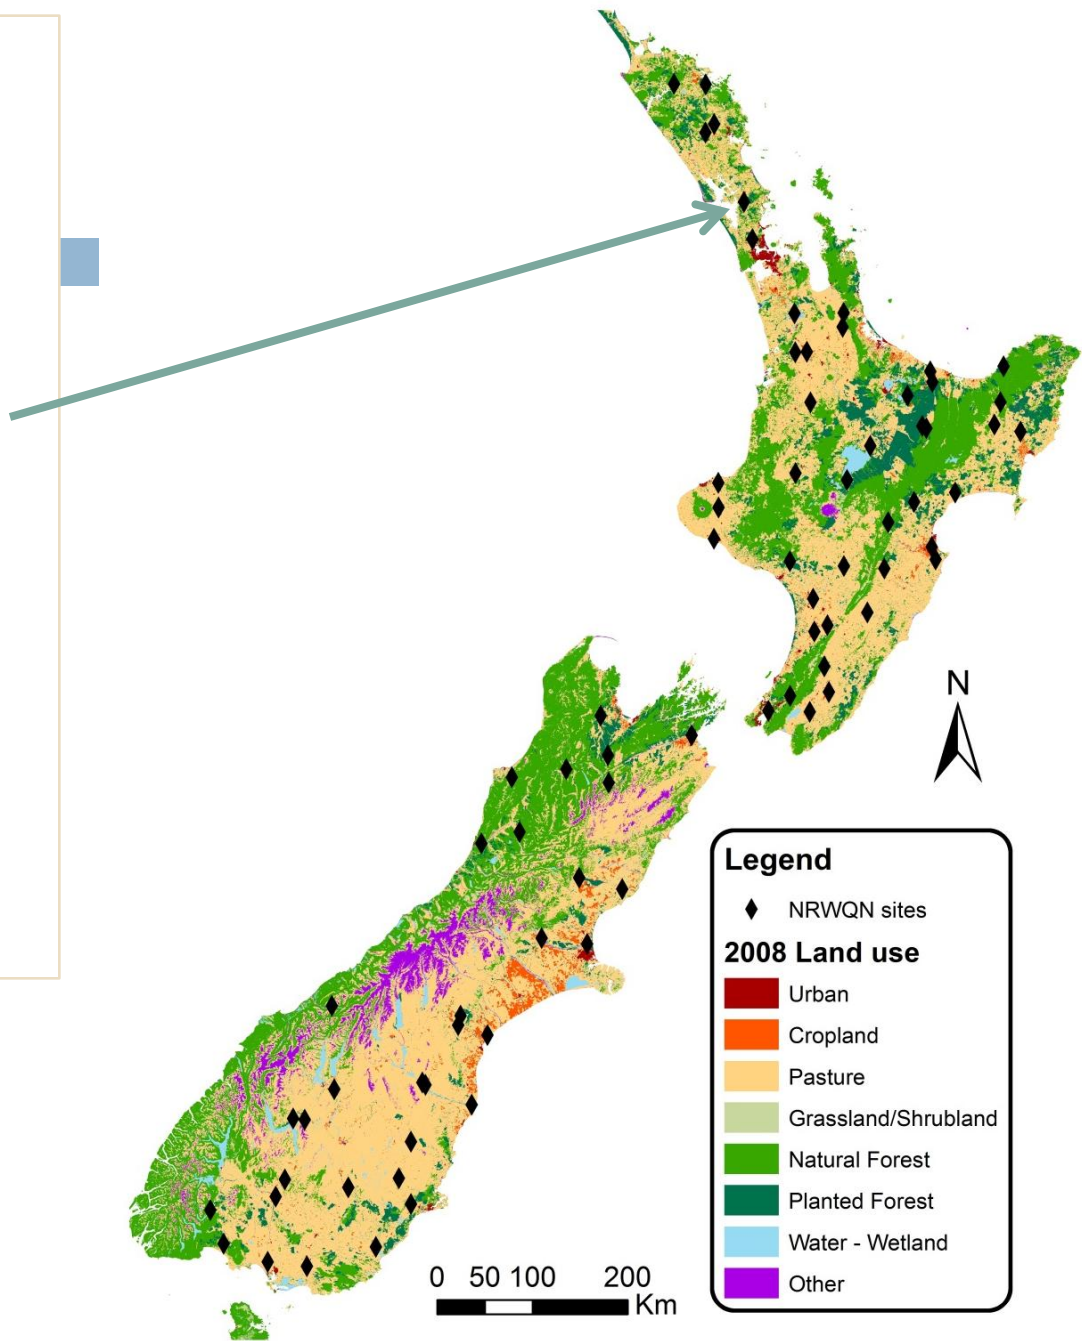 N
Legend
NRWQN sites
2008 Land use
Urban
Cropland
Pasture
Grassland/Shrubland
Natural Forest
Planted Forest
Water - Wetland
Other
0 50 100 200
Km